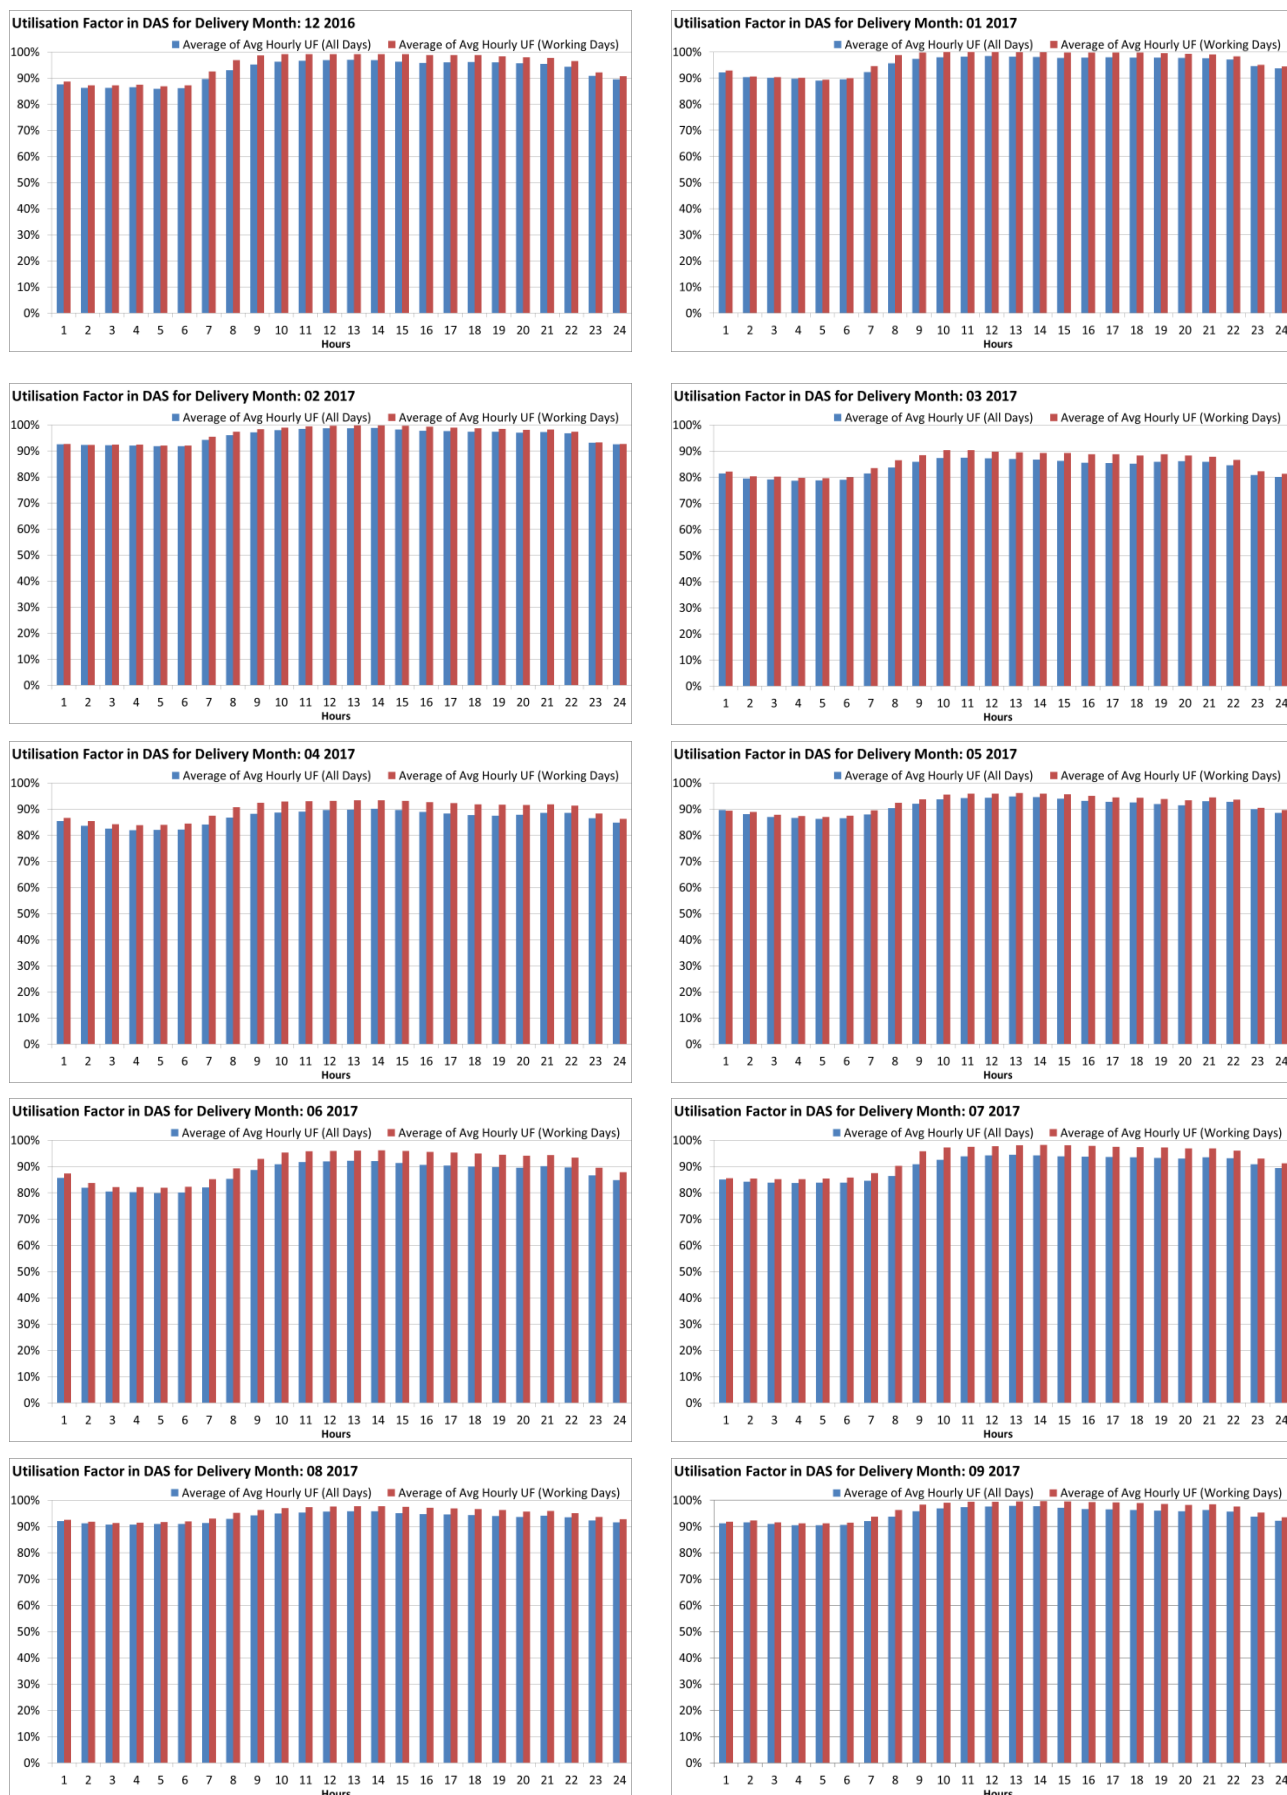 Utilisation Factor in DAS for Delivery Month: 12 2016
Average of Avg Hourly UF (All Days) Average of Avg Hourly UF (Working Days)
100%
90%
80%
70%
60%
50%
40%
30%
20%
10%
0%
1 2 3 4 5 6 7 8 9 10 11 12 13 14 15 16 17 18 19 20 21 22 23 24
Hours
Utilisation Factor in DAS for Delivery Month: 01 2017
Average of Avg Hourly UF (All Days) Average of Avg Hourly UF (Working Days)
100%
90%
80%
70%
60%
50%
40%
30%
20%
10%
0%
1 2 3 4 5 6 7 8 9 10 11 12 13 14 15 16 17 18 19 20 21 22 23 24
Hours
Utilisation Factor in DAS for Delivery Month: 02 2017
Average of Avg Hourly UF (All Days) Average of Avg Hourly UF (Working Days)
100%
90%
80%
70%
60%
50%
40%
30%
20%
10%
0%
1 2 3 4 5 6 7 8 9 10 11 12 13 14 15 16 17 18 19 20 21 22 23 24
Hours
Utilisation Factor in DAS for Delivery Month: 03 2017
Average of Avg Hourly UF (All Days) Average of Avg Hourly UF (Working Days)
100%
90%
80%
70%
60%
50%
40%
30%
20%
10%
0%
1 2 3 4 5 6 7 8 9 10 11 12 13 14 15 16 17 18 19 20 21 22 23 24
Hours
Utilisation Factor in DAS for Delivery Month: 04 2017
Average of Avg Hourly UF (All Days) Average of Avg Hourly UF (Working Days)
100%
90%
80%
70%
60%
50%
40%
30%
20%
10%
0%
1 2 3 4 5 6 7 8 9 10 11 12 13 14 15 16 17 18 19 20 21 22 23 24
Hours
Utilisation Factor in DAS for Delivery Month: 05 2017
Average of Avg Hourly UF (All Days) Average of Avg Hourly UF (Working Days)
100%
90%
80%
70%
60%
50%
40%
30%
20%
10%
0%
1 2 3 4 5 6 7 8 9 10 11 12 13 14 15 16 17 18 19 20 21 22 23 24
Hours
Utilisation Factor in DAS for Delivery Month: 06 2017
Average of Avg Hourly UF (All Days) Average of Avg Hourly UF (Working Days)
100%
90%
80%
70%
60%
50%
40%
30%
20%
10%
0%
1 2 3 4 5 6 7 8 9 10 11 12 13 14 15 16 17 18 19 20 21 22 23 24
Hours
Utilisation Factor in DAS for Delivery Month: 07 2017
Average of Avg Hourly UF (All Days) Average of Avg Hourly UF (Working Days)
100%
90%
80%
70%
60%
50%
40%
30%
20%
10%
0%
1 2 3 4 5 6 7 8 9 10 11 12 13 14 15 16 17 18 19 20 21 22 23 24
Hours
Utilisation Factor in DAS for Delivery Month: 08 2017
Average of Avg Hourly UF (All Days) Average of Avg Hourly UF (Working Days)
100%
90%
80%
70%
60%
50%
40%
30%
20%
10%
0%
1 2 3 4 5 6 7 8 9 10 11 12 13 14 15 16 17 18 19 20 21 22 23 24
Hours
Utilisation Factor in DAS for Delivery Month: 09 2017
Average of Avg Hourly UF (All Days) Average of Avg Hourly UF (Working Days)
100%
90%
80%
70%
60%
50%
40%
30%
20%
10%
0%
1 2 3 4 5 6 7 8 9 10 11 12 13 14 15 16 17 18 19 20 21 22 23 24
Hours